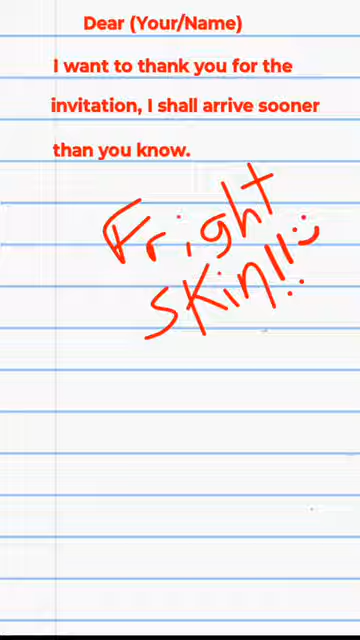 Dear (Your/Name)
I want to thank you for the
invitation, I shall arrive sooner
than you know.
Fright
Skin!! :)